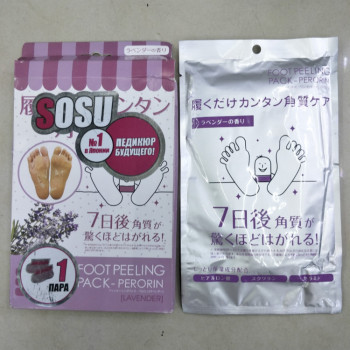 ラベンダーの香り
履
ンタン
SOSU
№1
в Японии
ПЕДИКЮР
БУДУЩЕГО!
7日後 角質が
驚くほどはがれる!
1
ПАРА
FOOT PEELING
PACK - PERORIN
[LAVENDER]
FOOT PEELING
PACK - PERORIN
履くだけカンタン角質ケア
ラベンダーの香り
7日後 角質が
驚くほどはがれる!